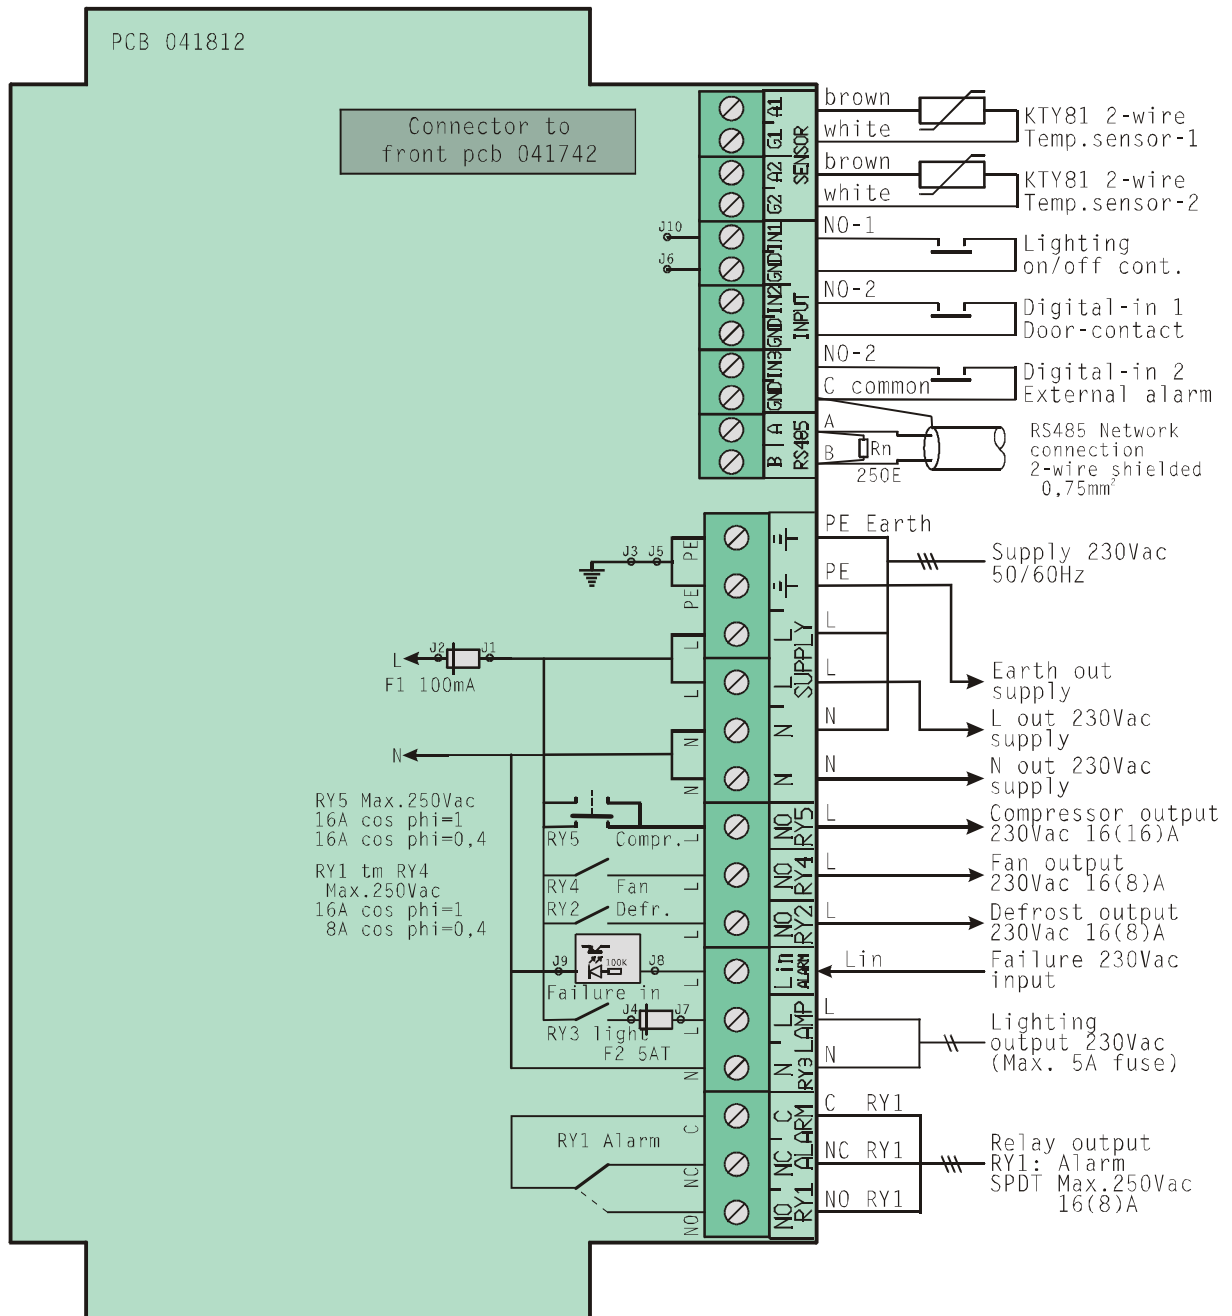 PCB 041812
Connector to
front pcb 041742
A1
G1
A2
G2
SENSOR
brown
white
KTY81 2-wire
Temp.sensor-1
brown
white
KTY81 2-wire
Temp.sensor-2
J10
J6
IN1
GND
IN2
GND
IN3
GND
INPUT
NO-1
Lighting
on/off cont.
NO-2
Digital-in 1
Door-contact
NO-2
C common
Digital-in 2
External alarm
A
B
RS485
A
B
Rn
250E
RS485 Network
connection
2-wire shielded
0,75mm²
J3 J5
PE
PE
PE Earth
PE
Supply 230Vac
50/60Hz
L
J2
J1
F1 100mA
L
L
L
L
SUPPLY
L
L
Earth out
supply
L out 230Vac
supply
N
N
N
N
N
N
N
N out 230Vac
supply
RY5 Max.250Vac
16A cos phi=1
16A cos phi=0,4
RY5
Compr.
L
NO
RY5
L
Compressor output
230Vac 16(16)A
RY1 tm RY4
Max.250Vac
16A cos phi=1
8A cos phi=0,4
RY4
Fan
L
NO
RY4
L
Fan output
230Vac 16(8)A
RY2
Defr.
L
NO
RY2
L
Defrost output
230Vac 16(8)A
J9
100K
J8
Failure in
L
Lin
ALARM
Lin
Failure 230Vac
input
RY3 light
J4
J7
F2 5AT
L
N
L
N
RY3 LAMP
L
N
Lighting
output 230Vac
(Max. 5A fuse)
RY1 Alarm
C
NC
NO
C
NC
NO
RY1 ALARM
C RY1
NC RY1
NO RY1
Relay output
RY1: Alarm
SPDT Max.250Vac
16(8)A